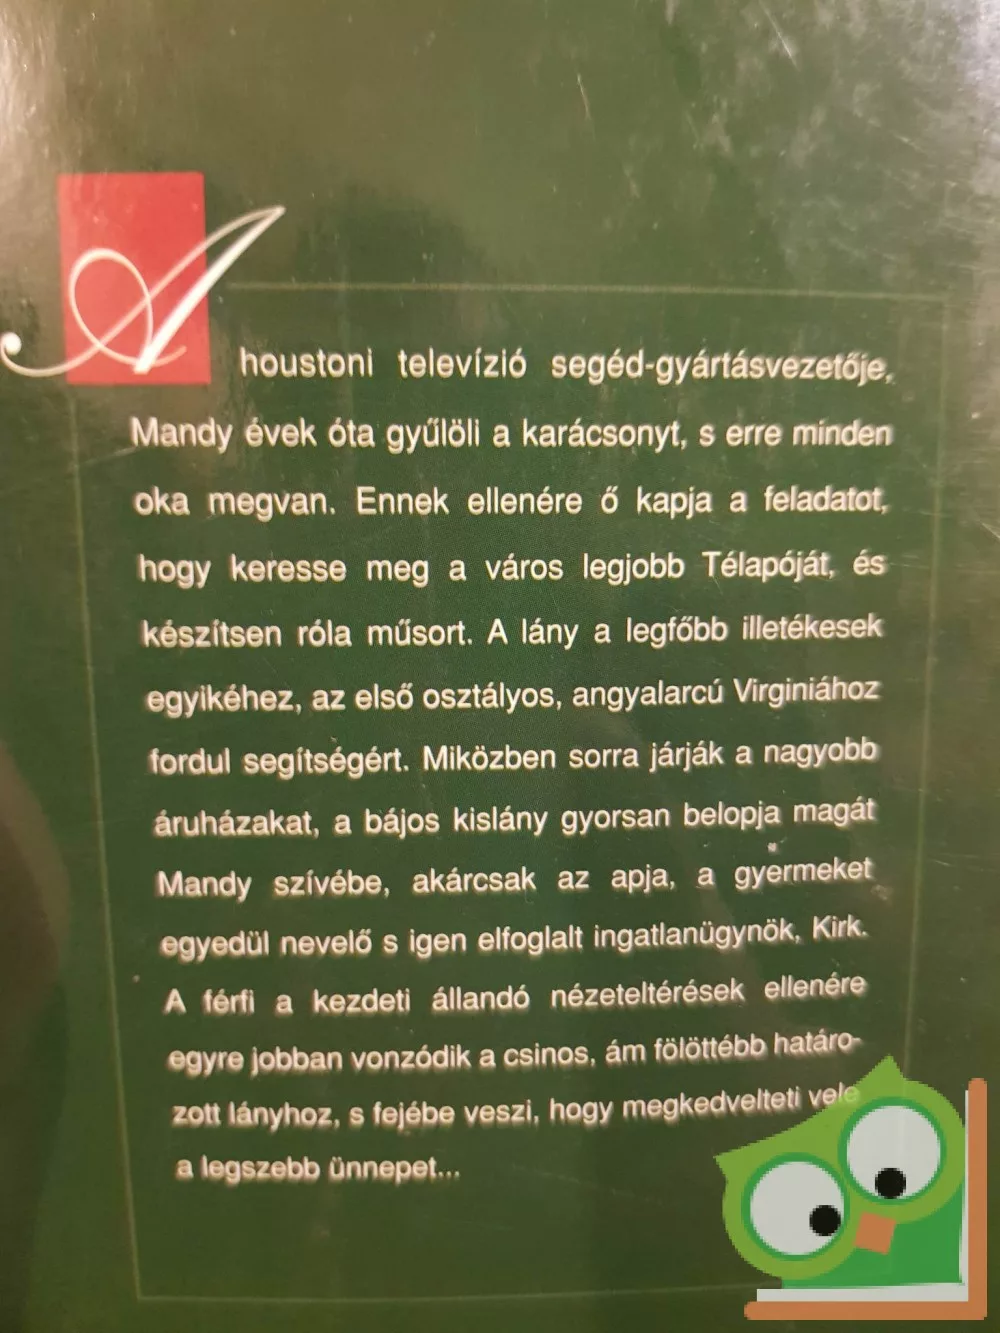 A houstoni televízió segéd-gyártásvezetője,
Mandy évek óta gyűlöli a karácsonyt, s erre minden
oka megvan. Ennek ellenére ő kapja a feladatot,
hogy keresse meg a város legjobb Télapóját, és
készítsen róla műsort. A lány a legfőbb illetékesek
egyikéhez, az első osztályos, angyalarcú Virginiához
fordul segítségért. Miközben sorra járják a nagyobb
áruházakat, a bájos kislány gyorsan belopja magát
Mandy szívébe, akárcsak az apja, a gyermeket
egyedül nevelő s igen elfoglalt ingatlanügynök, Kirk.
A férfi a kezdeti állandó nézeteltérések ellenére
egyre jobban vonzódik a csinos, ám fölöttébb határo-
zott lányhoz, s fejébe veszi, hogy megkedvelteti vele
a legszebb ünnepet...